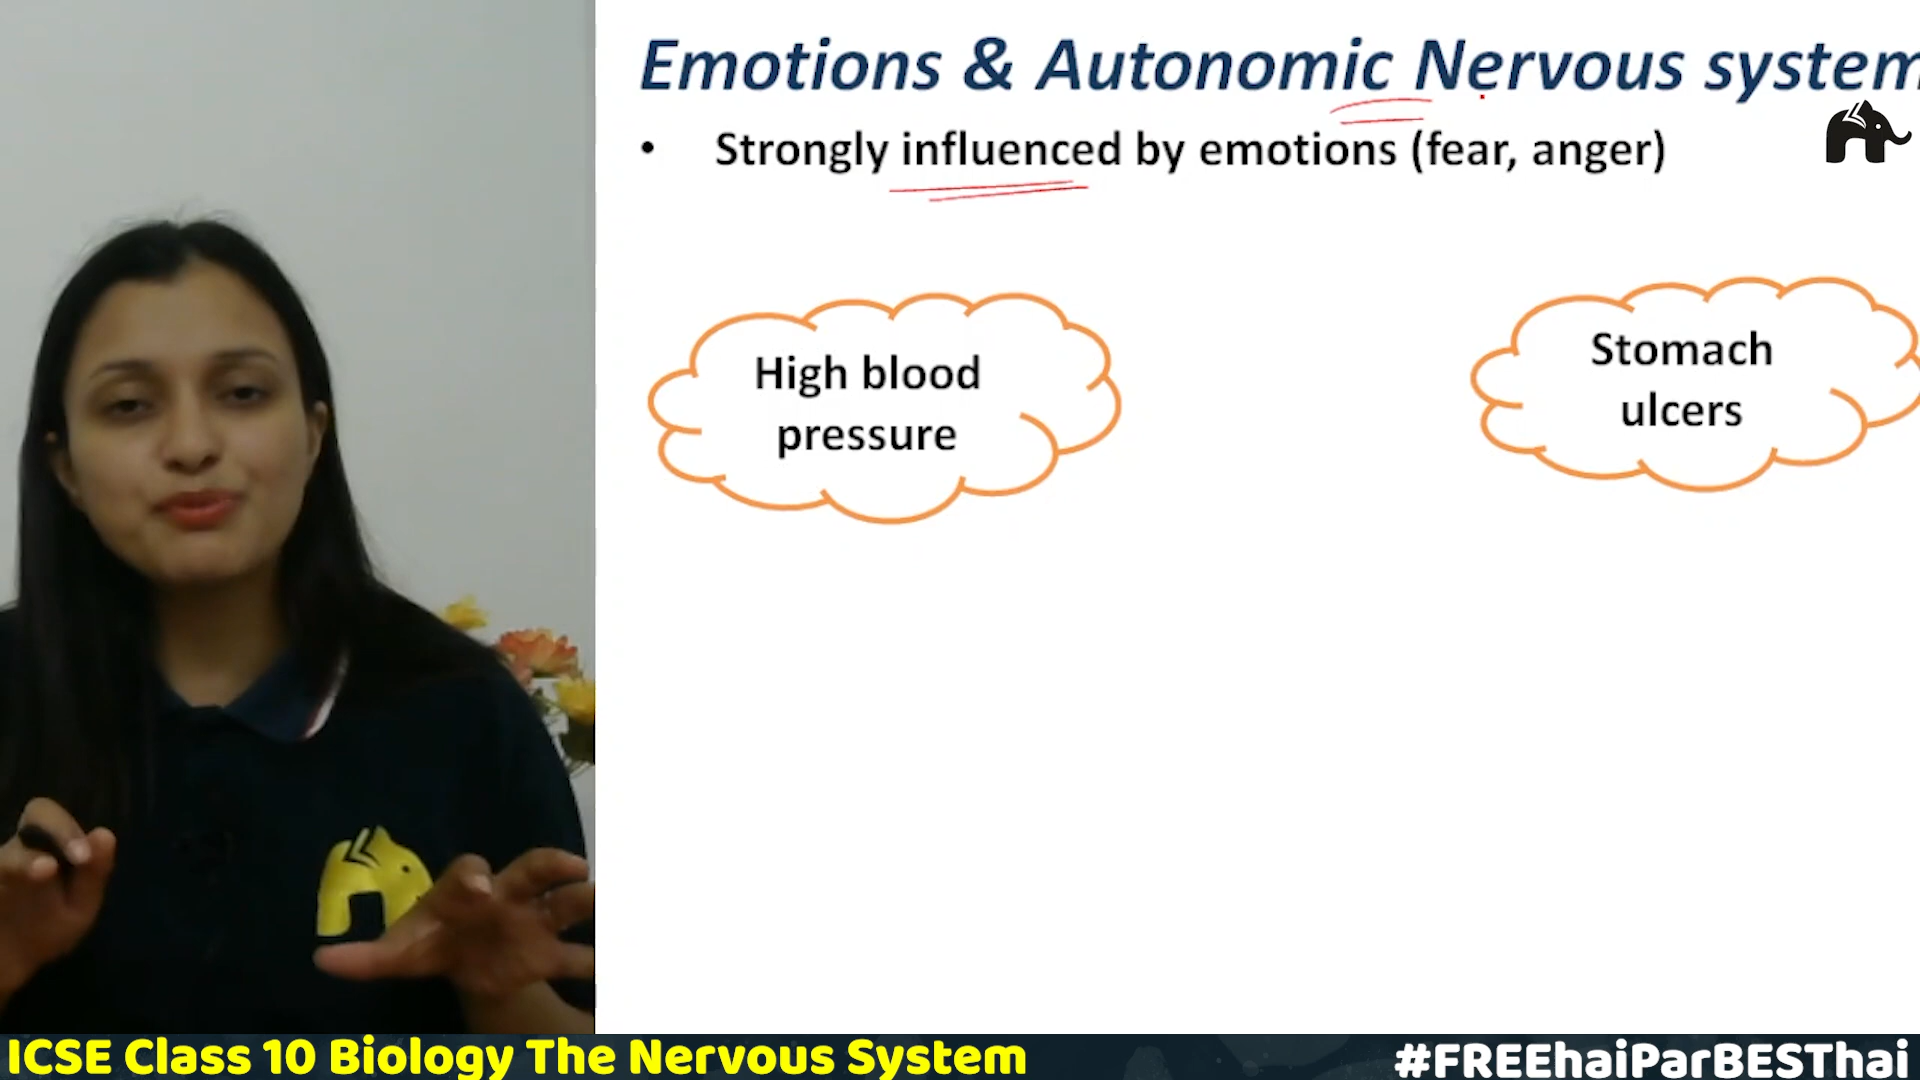 Emotions & Autonomic Nervous system
• Strongly influenced by emotions (fear, anger)
High blood
pressure
Stomach
ulcers
ICSE Class 10 Biology The Nervous System
#FREEhaiParBESThai